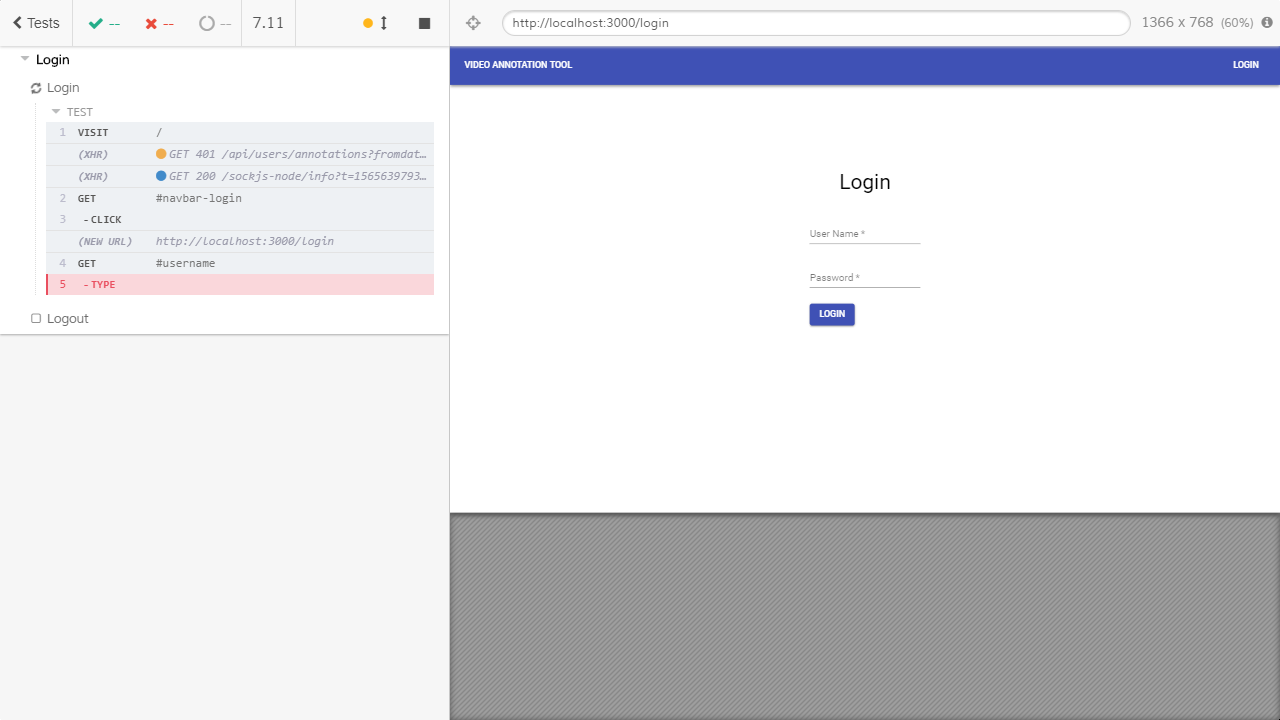 Tests -- -- -- 7.11
http://localhost:3000/login 1366 x 768 (60%)
Login
Login
TEST
1 VISIT /
(XHR) GET 401 /api/users/annotations?fromdat...
(XHR) GET 200 /sockjs-node/info?t=1565639793...
2 GET #navbar-login
3 - CLICK
(NEW URL) http://localhost:3000/login
4 GET #username
5 - TYPE
Logout
VIDEO ANNOTATION TOOL LOGIN
Login
User Name *
Password *
LOGIN